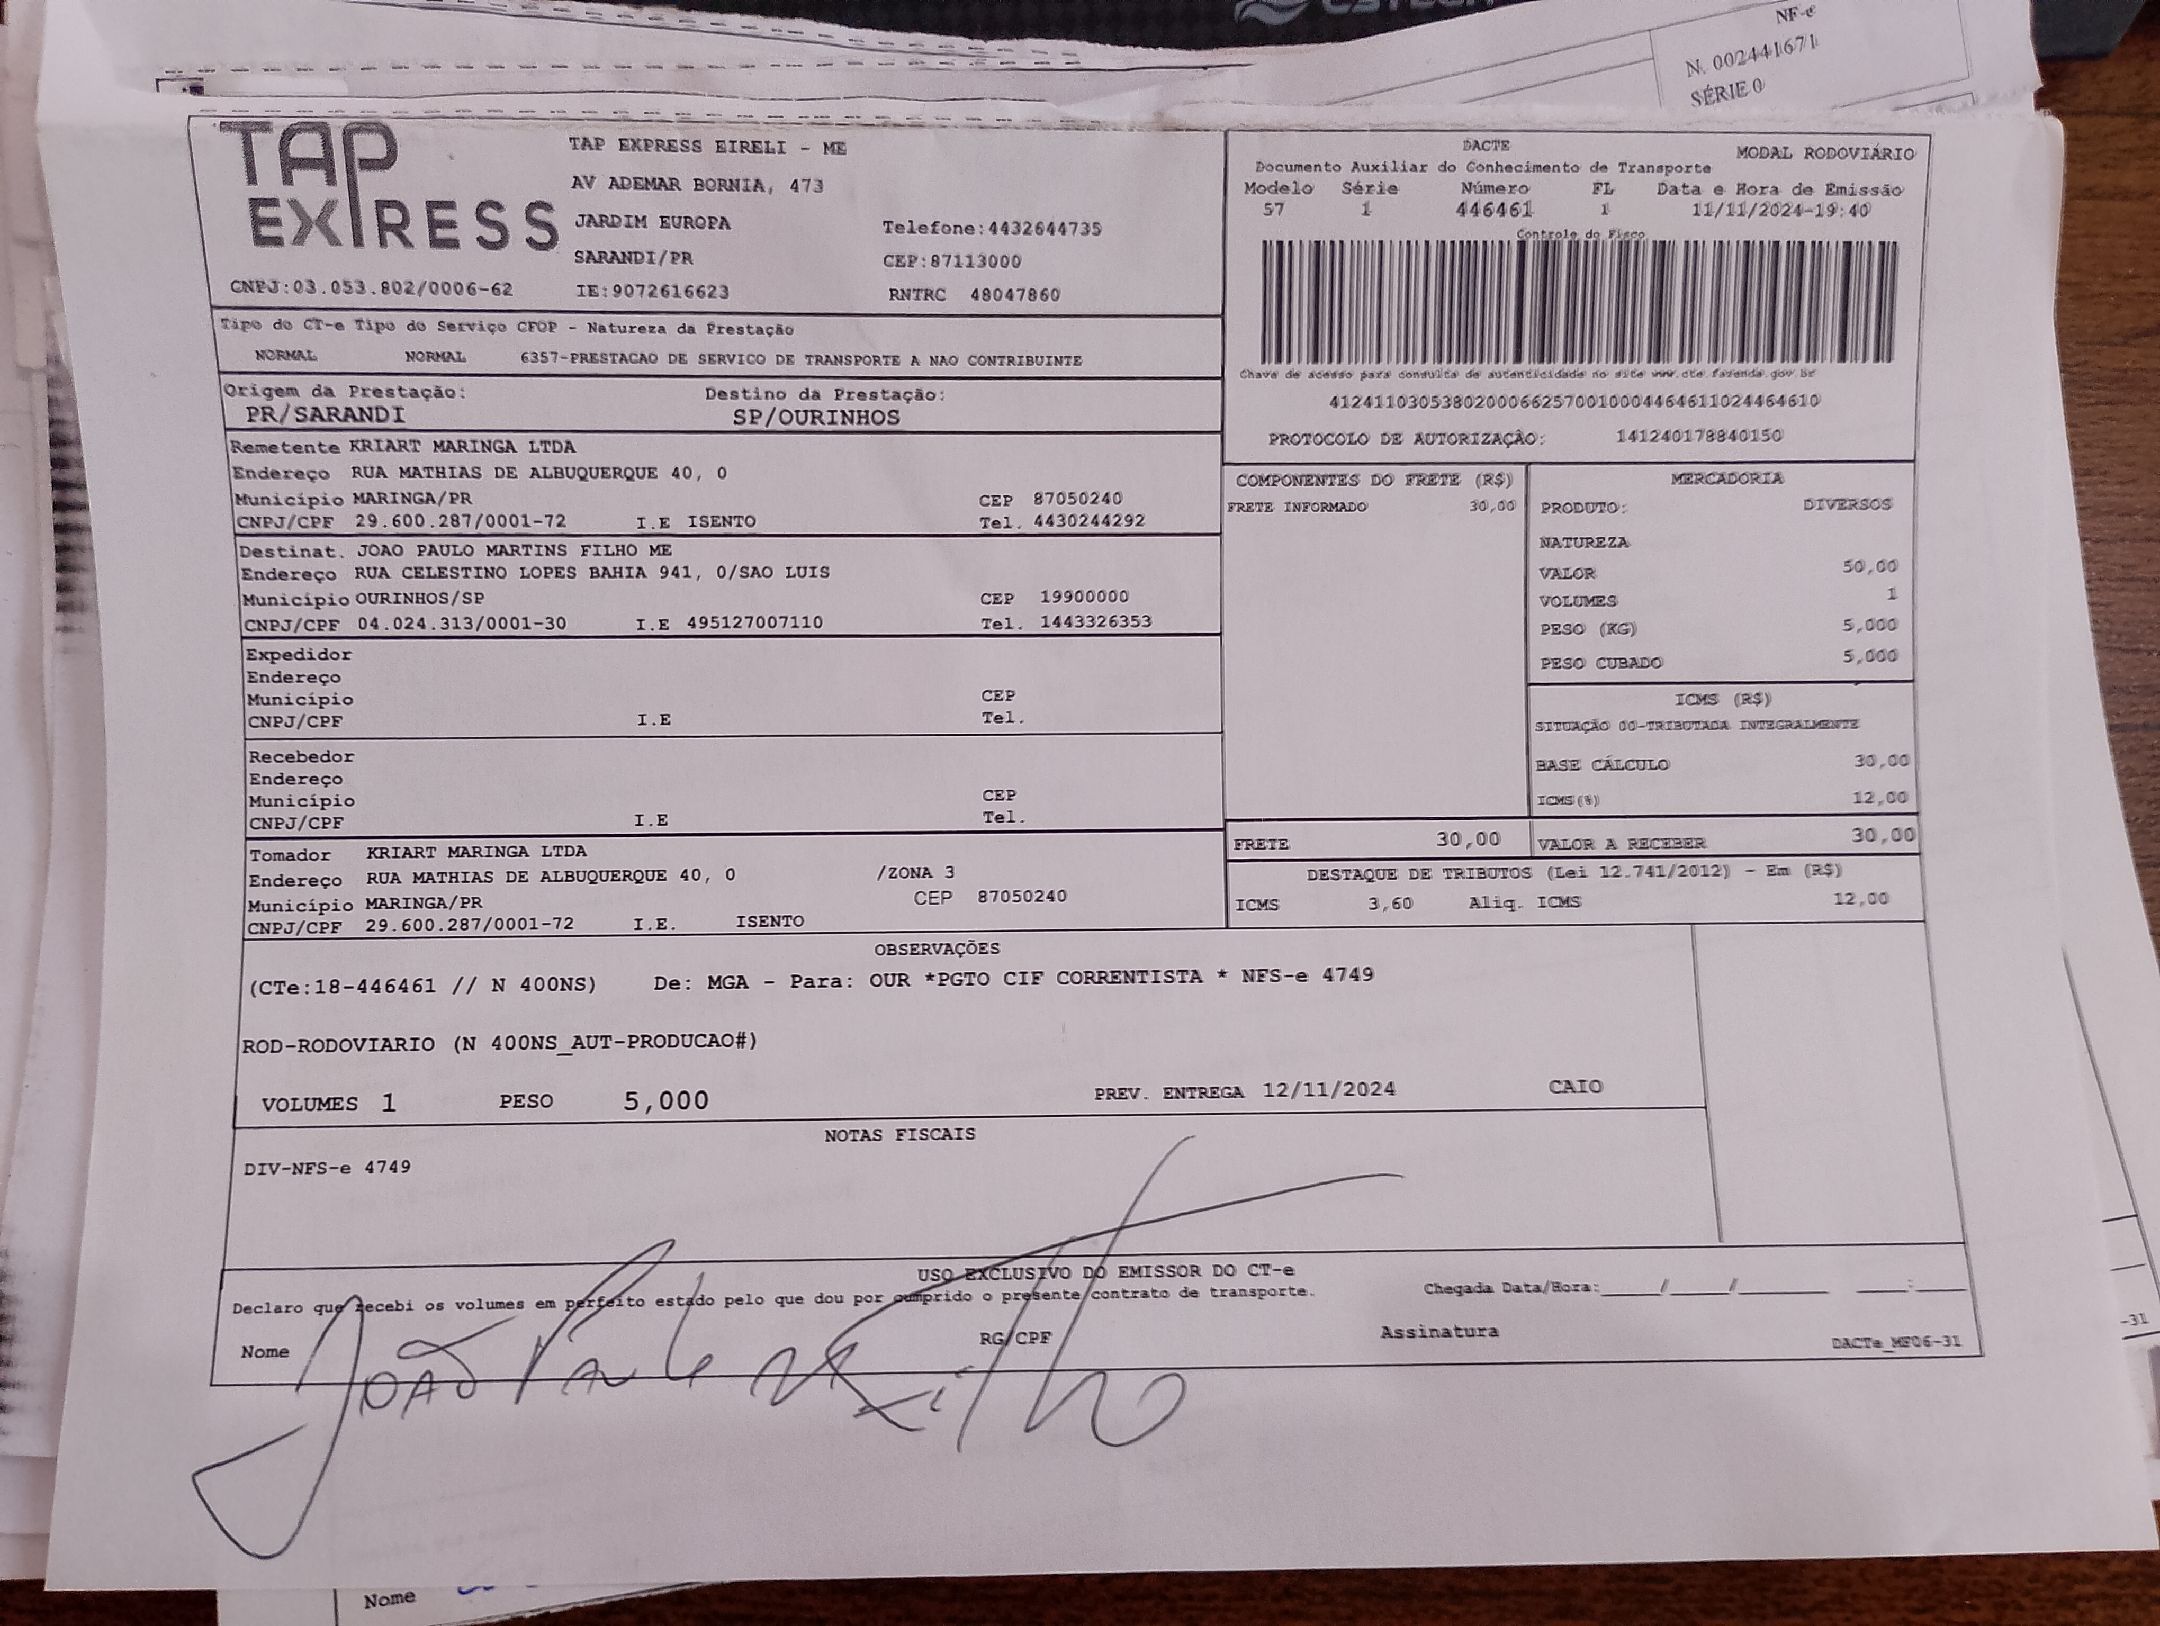 NF-e
N. 002441671
SÉRIE 0
TAP
EXPRESS
CNPJ:03.053.802/0006-62
TAP EXPRESS EIRELI - ME
AV ADEMAR BORNIA, 473
JARDIM EUROPA
Telefone:4432644735
SARANDI/PR
CEP:87113000
IE:9072616623
RNTRC 48047860
DACTE
MODAL RODOVIÁRIO
Documento Auxiliar do Conhecimento de Transporte
Modelo Série Número FL Data e Hora de Emissão
57 1 446461 1 11/11/2024-19:40
Controle do Fisco
Chave de acesso para consulta de autenticidade no site www.cte.fazenda.gov.br
41241103053802000662570010004464611024464610
PROTOCOLO DE AUTORIZAÇÃO: 141240178840150
Tipo do CT-e Tipo do Serviço CFOP - Natureza da Prestação
NORMAL NORMAL 6357-PRESTACAO DE SERVICO DE TRANSPORTE A NAO CONTRIBUINTE
Origem da Prestação: Destino da Prestação:
PR/SARANDI SP/OURINHOS
Remetente KRIART MARINGA LTDA
Endereço RUA MATHIAS DE ALBUQUERQUE 40, 0
Município MARINGA/PR CEP 87050240
CNPJ/CPF 29.600.287/0001-72 I.E ISENTO Tel. 4430244292
Destinat. JOAO PAULO MARTINS FILHO ME
Endereço RUA CELESTINO LOPES BAHIA 941, 0/SAO LUIS
Município OURINHOS/SP CEP 19900000
CNPJ/CPF 04.024.313/0001-30 I.E 495127007110 Tel. 1443326353
Expedidor
Endereço
Município CEP
CNPJ/CPF I.E Tel.
Recebedor
Endereço
Município CEP
CNPJ/CPF I.E Tel.
Tomador KRIART MARINGA LTDA
Endereço RUA MATHIAS DE ALBUQUERQUE 40, 0 /ZONA 3
Município MARINGA/PR CEP 87050240
CNPJ/CPF 29.600.287/0001-72 I.E. ISENTO
COMPONENTES DO FRETE (R$)
FRETE INFORMADO 30,00
MERCADORIA
PRODUTO: DIVERSOS
NATUREZA
VALOR 50,00
VOLUMES 1
PESO (KG) 5,000
PESO CUBADO 5,000
ICMS (R$)
SITUAÇÃO 00-TRIBUTADA INTEGRALMENTE
BASE CÁLCULO 30,00
ICMS(%) 12,00
FRETE 30,00 VALOR A RECEBER 30,00
DESTAQUE DE TRIBUTOS (Lei 12.741/2012) - Em (R$)
ICMS 3,60 Aliq. ICMS 12,00
OBSERVAÇÕES
(CTe:18-446461 // N 400NS) De: MGA - Para: OUR *PGTO CIF CORRENTISTA * NFS-e 4749
ROD-RODOVIARIO (N 400NS_AUT-PRODUCAO#)
VOLUMES 1 PESO 5,000 PREV. ENTREGA 12/11/2024 CAIO
NOTAS FISCAIS
DIV-NFS-e 4749
USO EXCLUSIVO DO EMISSOR DO CT-e
Declaro que recebi os volumes em perfeito estado pelo que dou por cumprido o presente contrato de transporte.
Chegada Data/Hora:____/____/______ ___:___
Nome RG/CPF Assinatura
DACTe_MF06-31
João Paulo M Filho
-31
Nome